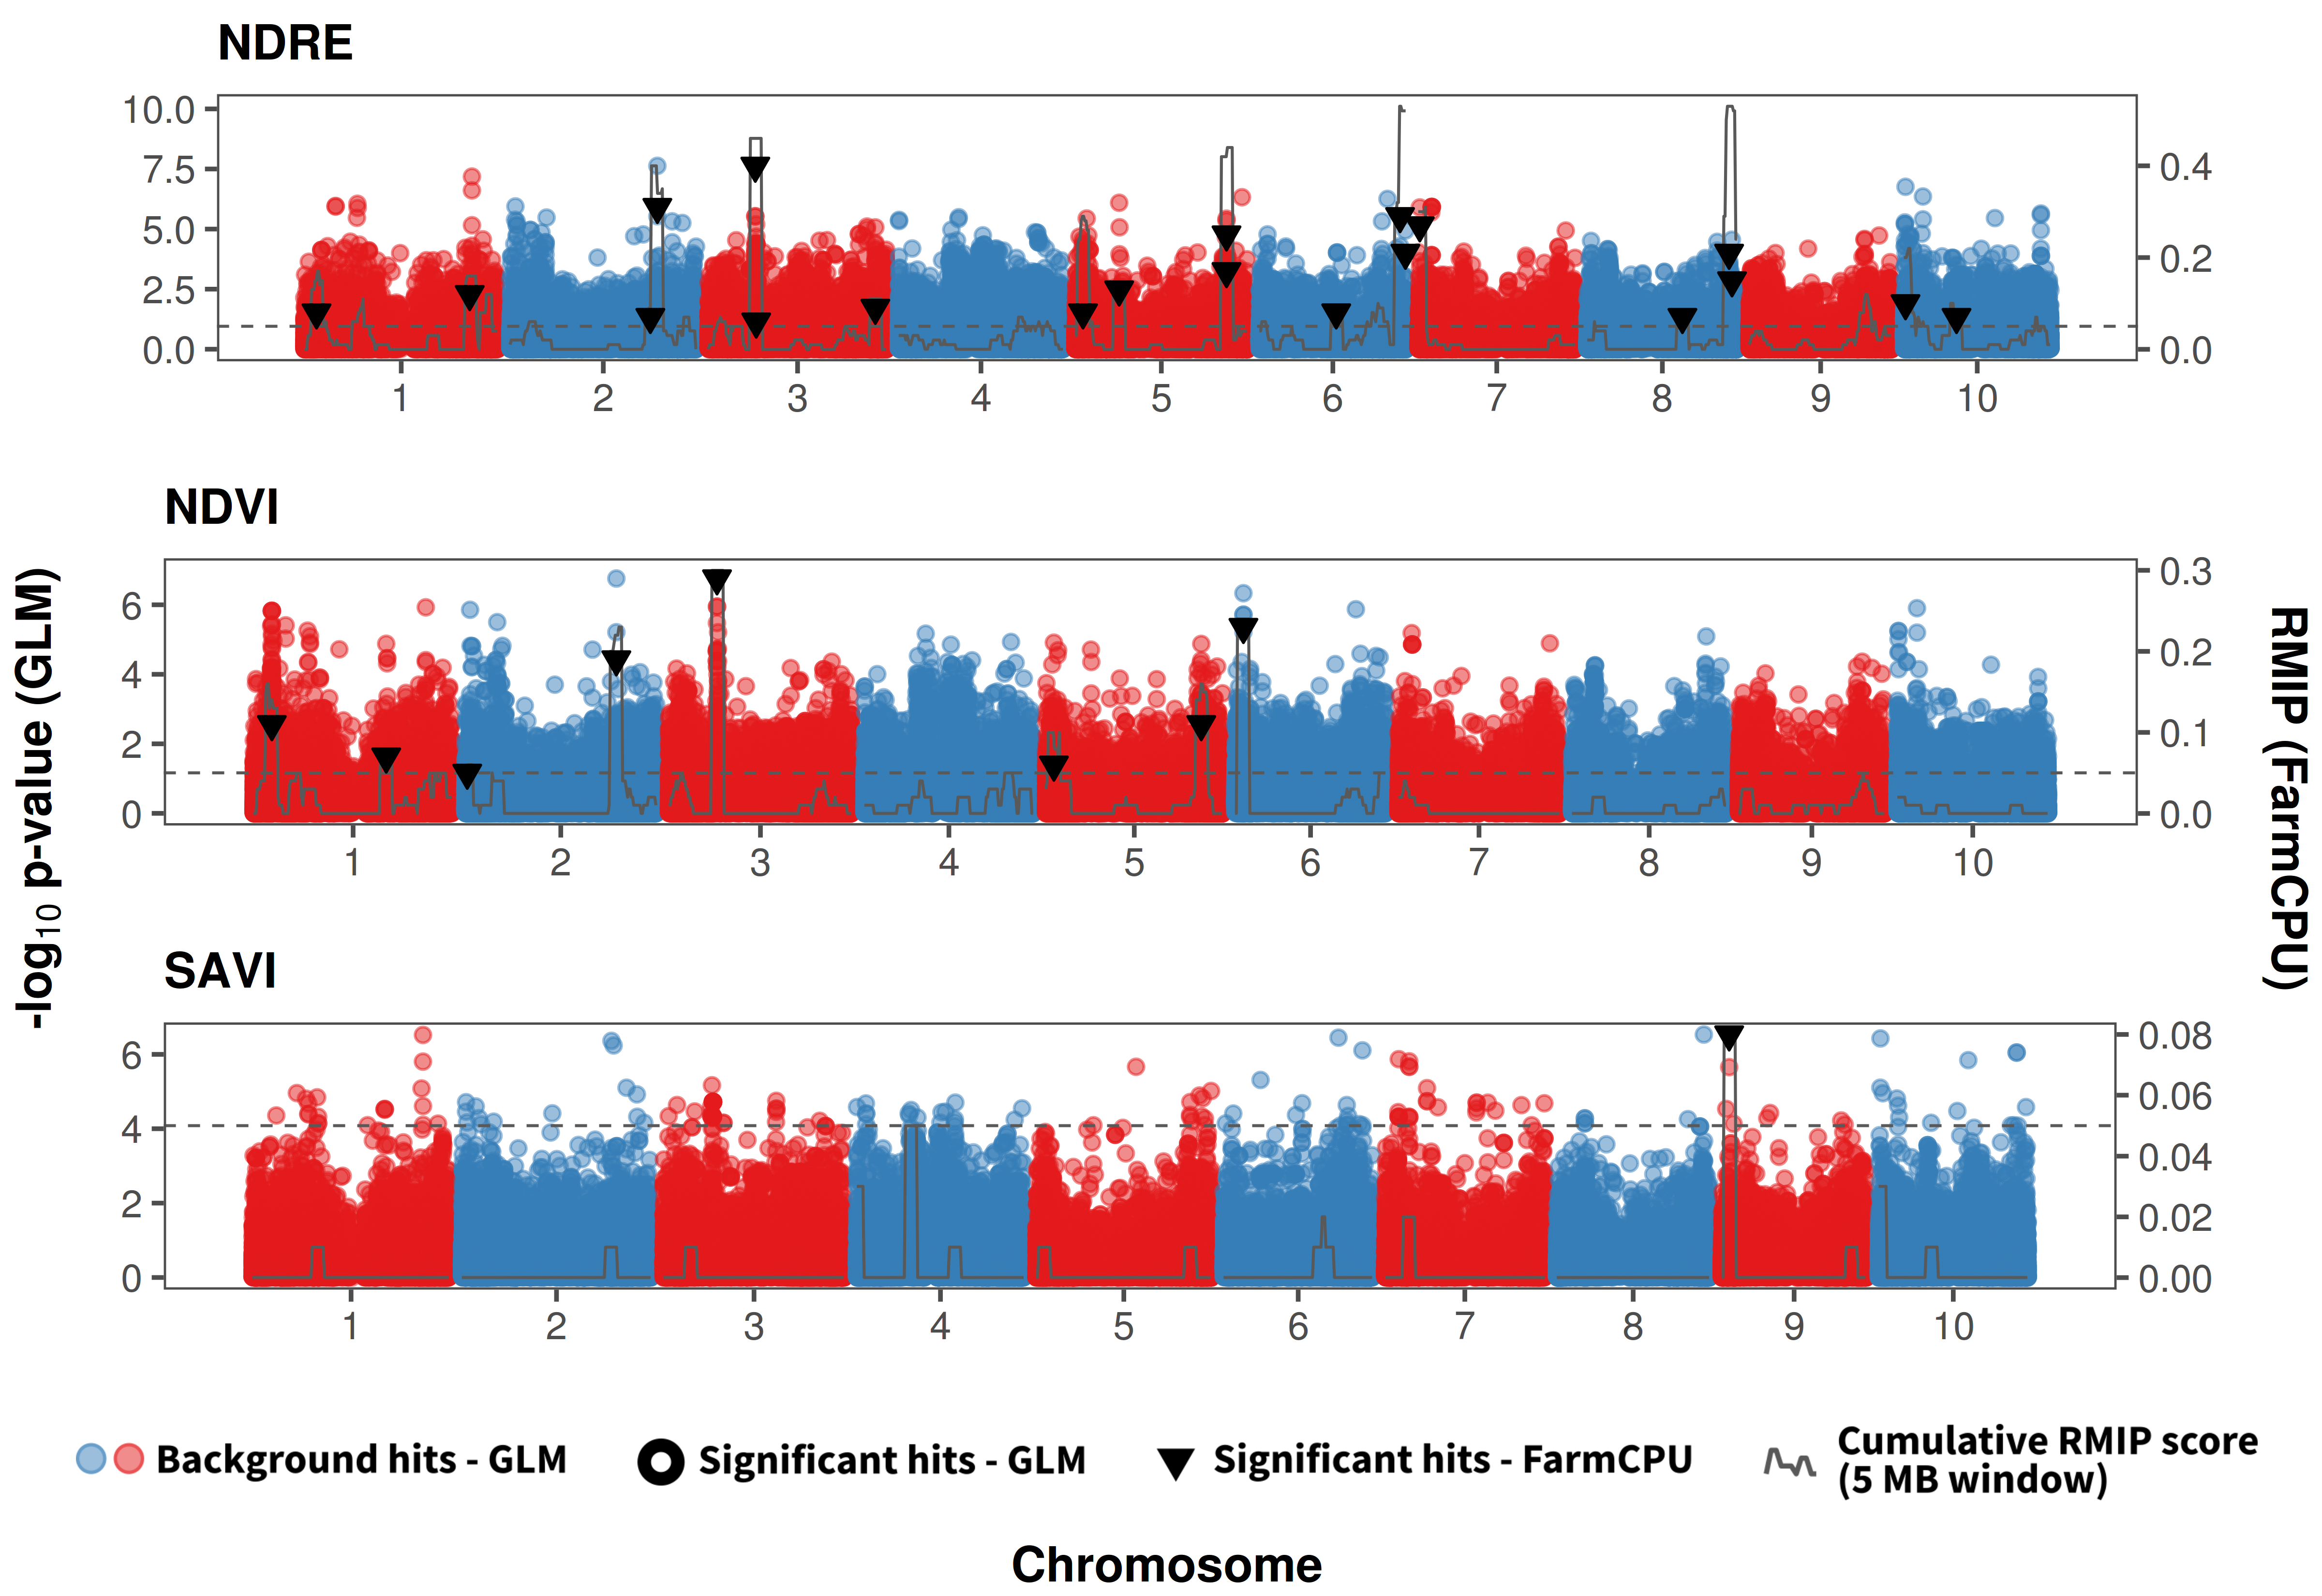 NDRE
10.0
7.5
5.0
2.5
0.0
0.4
0.2
0.0
1 2 3 4 5 6 7 8 9 10
NDVI
6
4
2
0
0.3
0.2
0.1
0.0
1 2 3 4 5 6 7 8 9 10
-log10 p-value (GLM)
RMIP (FarmCPU)
SAVI
6
4
2
0
0.08
0.06
0.04
0.02
0.00
1 2 3 4 5 6 7 8 9 10
Background hits - GLM
Significant hits - GLM
Significant hits - FarmCPU
Cumulative RMIP score
(5 MB window)
Chromosome